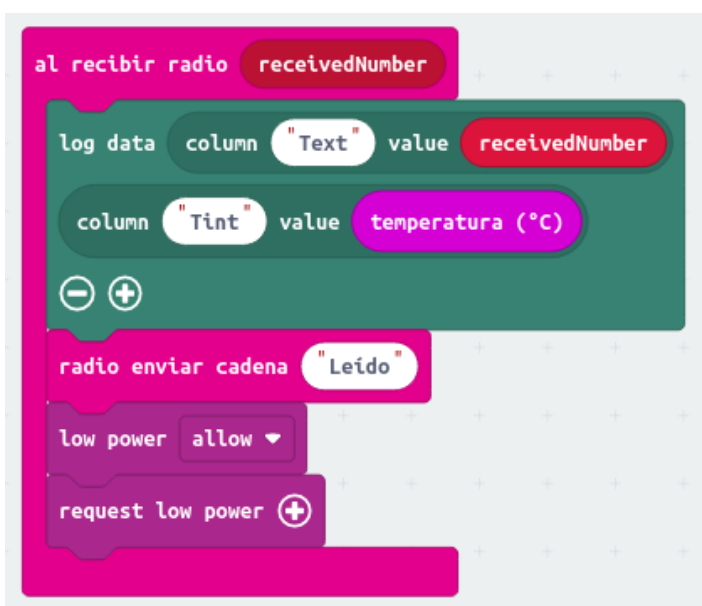 al recibir radio receivedNumber
log data column "Text" value receivedNumber
column "Tint" value temperatura (°C)
radio enviar cadena "Leído"
low power allow
request low power